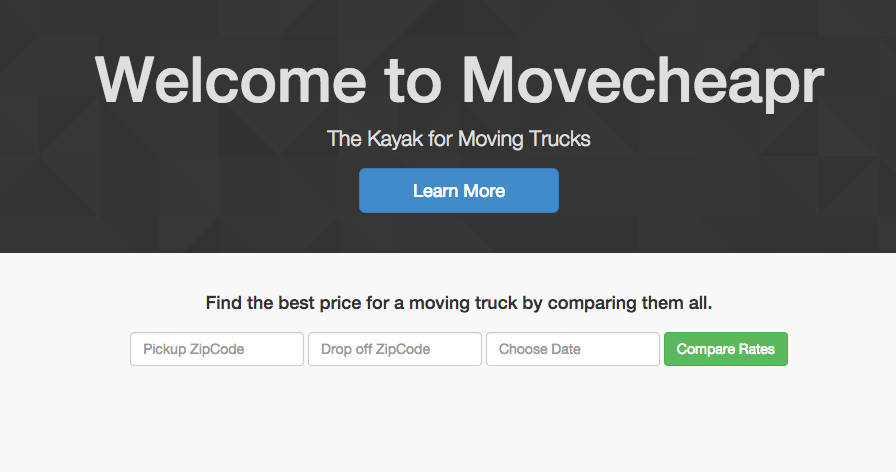 Welcome to Movecheapr
The Kayak for Moving Trucks
Learn More
Find the best price for a moving truck by comparing them all.
Pickup ZipCode Drop off ZipCode Choose Date Compare Rates